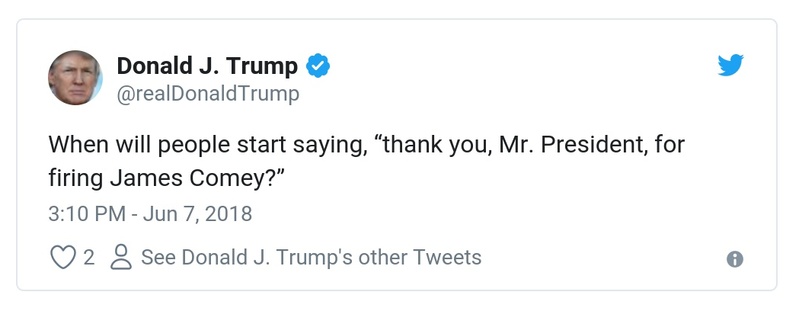 Donald J. Trump
@realDonaldTrump
When will people start saying, “thank you, Mr. President, for
firing James Comey?”
3:10 PM - Jun 7, 2018
2 See Donald J. Trump's other Tweets